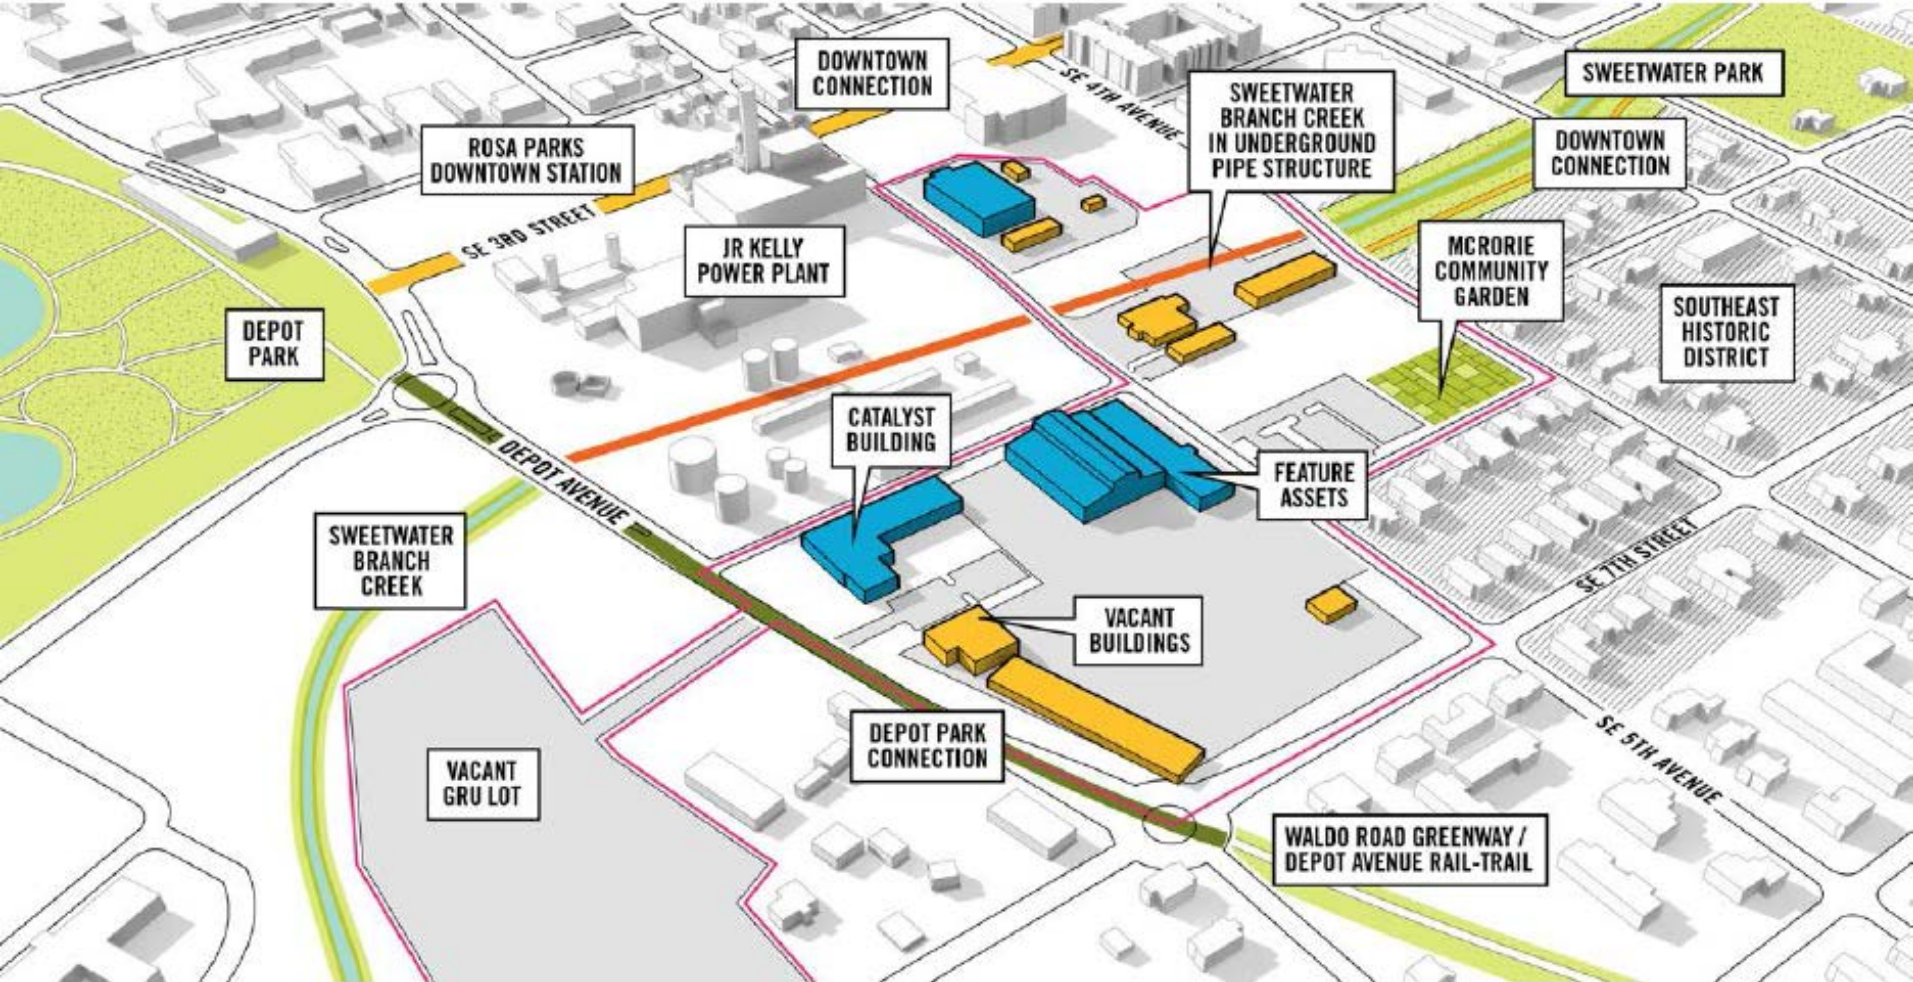 DOWNTOWN
CONNECTION
SE 4TH AVENUE
SWEETWATER
BRANCH CREEK
IN UNDERGROUND
PIPE STRUCTURE
SWEETWATER PARK
DOWNTOWN
CONNECTION
ROSA PARKS
DOWNTOWN STATION
SE 3RD STREET
JR KELLY
POWER PLANT
MCRORIE
COMMUNITY
GARDEN
SOUTHEAST
HISTORIC
DISTRICT
DEPOT
PARK
CATALYST
BUILDING
FEATURE
ASSETS
DEPOT AVENUE
SWEETWATER
BRANCH
CREEK
SE 7TH STREET
VACANT
BUILDINGS
DEPOT PARK
CONNECTION
SE 5TH AVENUE
VACANT
GRU LOT
WALDO ROAD GREENWAY /
DEPOT AVENUE RAIL-TRAIL